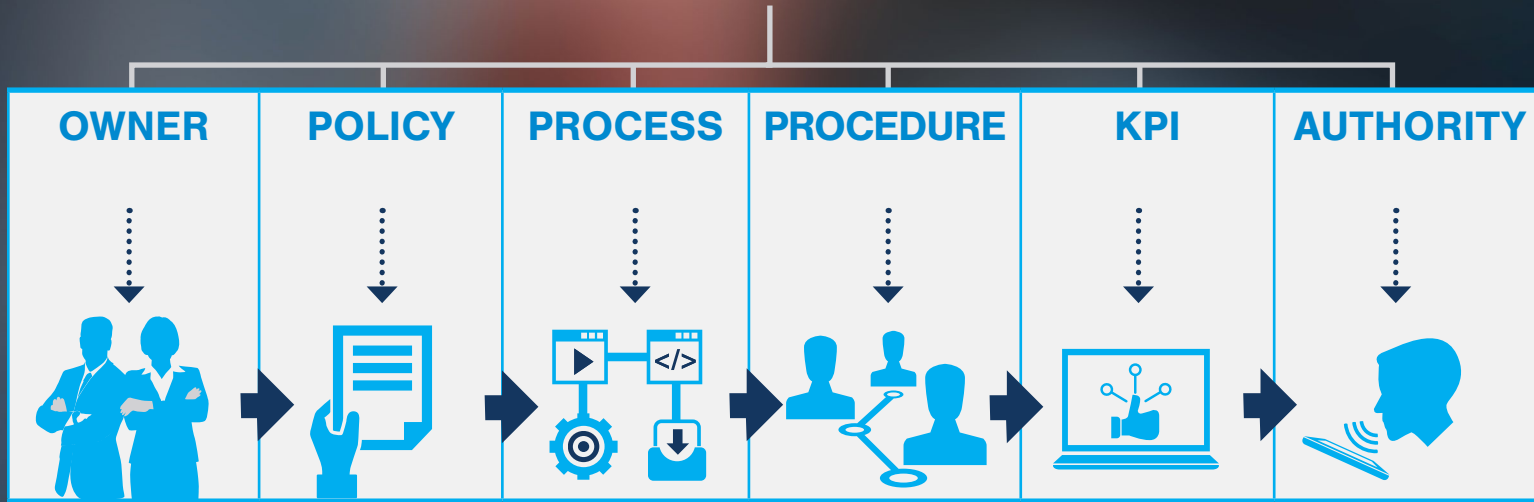 OWNER
POLICY
PROCESS
PROCEDURE
KPI
AUTHORITY
</>